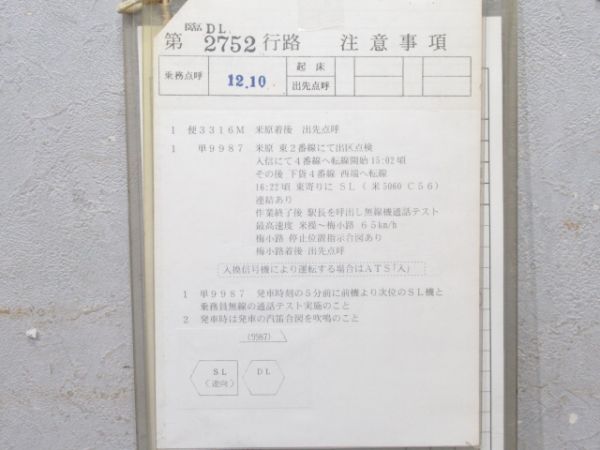 臨DL
第 2752 行路 注意事項
乗務点呼 12.10 起床
出先点呼
1 便3316M 米原着後 出先点呼
1 単9987 米原 東2番線にて出区点検
入信にて4番線へ転線開始15:02頃
その後 下貨4番線 西端へ転線
16:22頃 東寄りに SL(米5060 C56)
連結あり
作業終了後 駅長を呼出し無線機通話テスト
最高速度 米操~梅小路 65km/h
梅小路 停止位置指示合図あり
梅小路着後 出先点呼
入換信号機により運転する場合はATS「入」
1 単9987 発車時刻の5分前に前機より次位のSL機と
乗務員無線の通話テスト実施のこと
2 発車時は発車の汽笛合図を吹鳴のこと
(9987)
SL DL
(逆向)